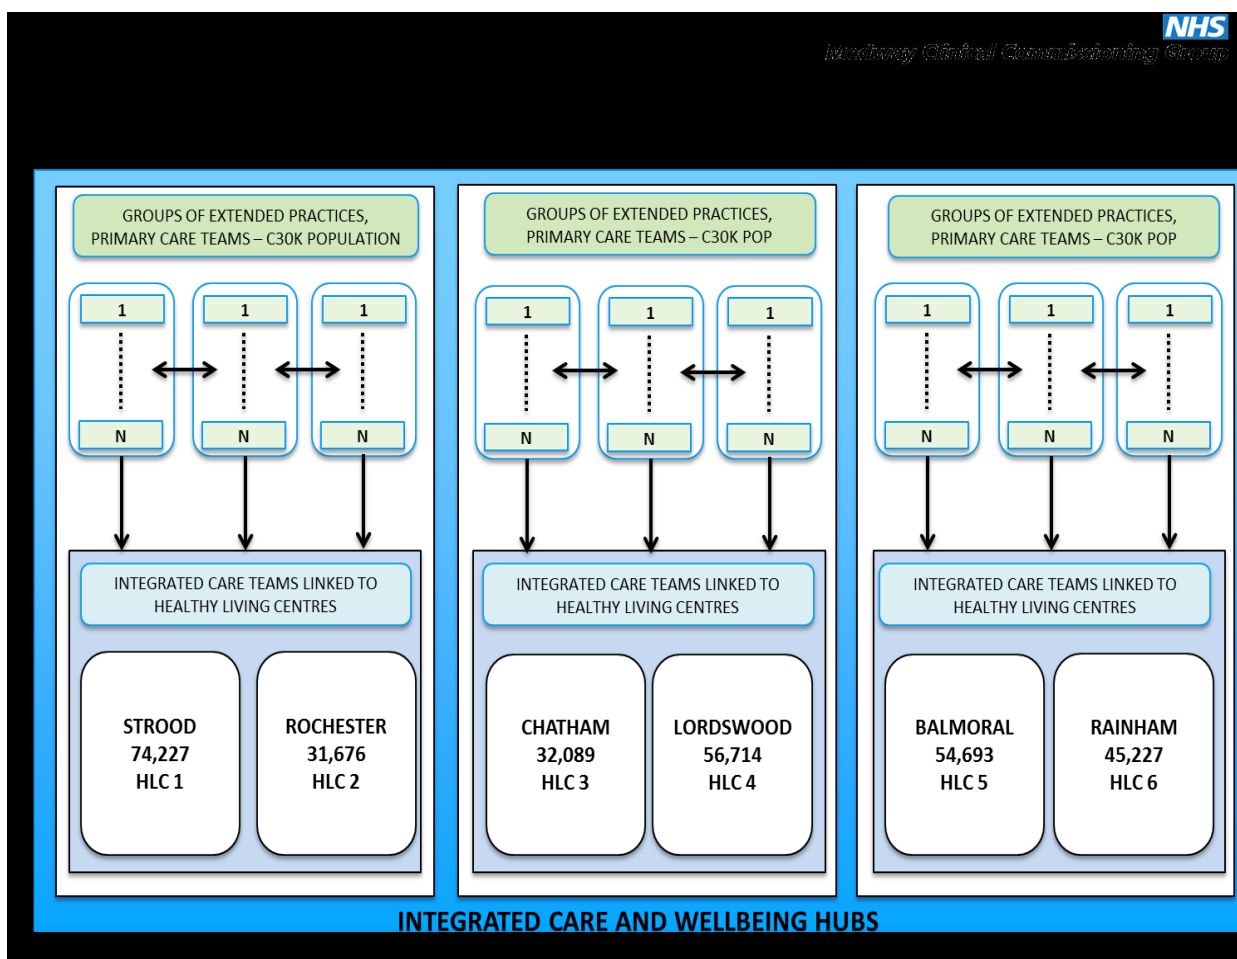 NHS
Medway Clinical Commissioning Group
GROUPS OF EXTENDED PRACTICES,
PRIMARY CARE TEAMS – C30K POPULATION
1
1
1
N
N
N
INTEGRATED CARE TEAMS LINKED TO
HEALTHY LIVING CENTRES
STROOD
74,227
HLC 1
ROCHESTER
31,676
HLC 2
GROUPS OF EXTENDED PRACTICES,
PRIMARY CARE TEAMS – C30K POP
1
1
1
N
N
N
INTEGRATED CARE TEAMS LINKED TO
HEALTHY LIVING CENTRES
CHATHAM
32,089
HLC 3
LORDSWOOD
56,714
HLC 4
GROUPS OF EXTENDED PRACTICES,
PRIMARY CARE TEAMS – C30K POP
1
1
1
N
N
N
INTEGRATED CARE TEAMS LINKED TO
HEALTHY LIVING CENTRES
BALMORAL
54,693
HLC 5
RAINHAM
45,227
HLC 6
INTEGRATED CARE AND WELLBEING HUBS